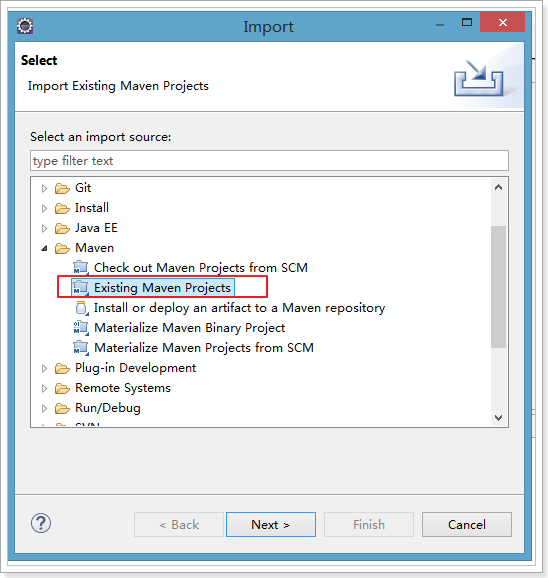 Import
Select
Import Existing Maven Projects
Select an import source:
type filter text
Git
Install
Java EE
Maven
Check out Maven Projects from SCM
Existing Maven Projects
Install or deploy an artifact to a Maven repository
Materialize Maven Binary Project
Materialize Maven Projects from SCM
Plug-in Development
Remote Systems
Run/Debug
SVN
?
< Back
Next >
Finish
Cancel